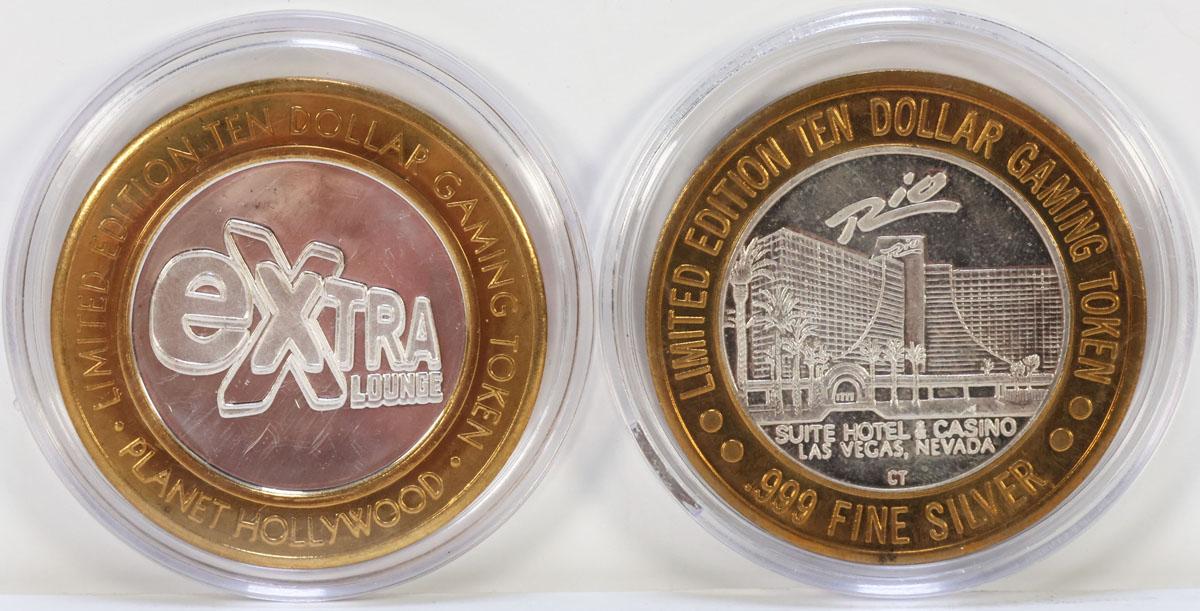 LIMITED EDITION TEN DOLLAR GAMING TOKEN
eXTRA
LOUNGE
• PLANET HOLLYWOOD •
LIMITED EDITION TEN DOLLAR GAMING TOKEN
Rio
Rio
SUITE HOTEL & CASINO
LAS VEGAS, NEVADA
CT
.999 FINE SILVER